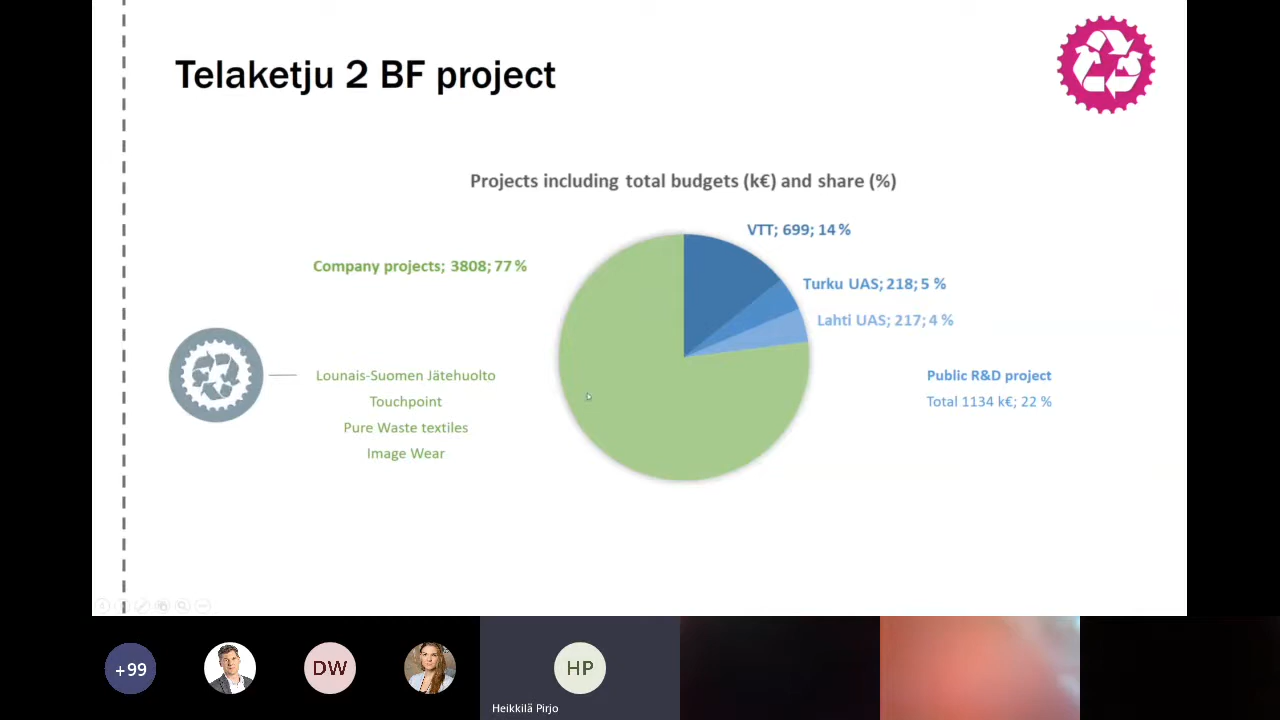 Telaketju 2 BF project
Projects including total budgets (k€) and share (%)
VTT; 699; 14 %
Company projects; 3808; 77 %
Turku UAS; 218; 5 %
Lahti UAS; 217; 4 %
Lounais-Suomen Jätehuolto
Touchpoint
Pure Waste textiles
Image Wear
Public R&D project
Total 1134 k€; 22 %
+99
DW
HP
Heikkilä Pirjo